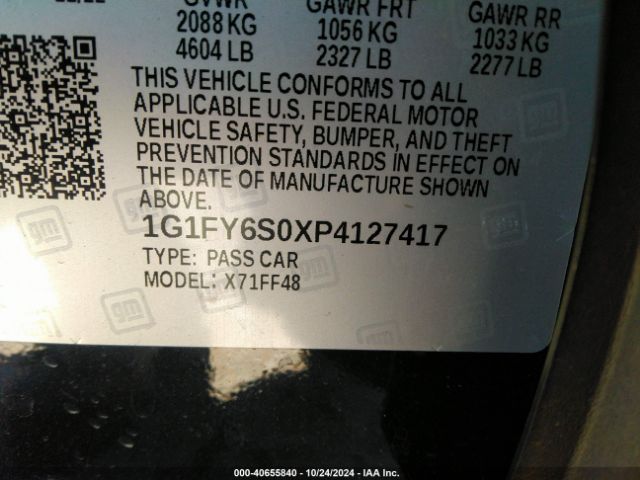 GVWR GAWR FRT GAWR RR
2088 KG 1056 KG 1033 KG
4604 LB 2327 LB 2277 LB
THIS VEHICLE CONFORMS TO ALL
APPLICABLE U.S. FEDERAL MOTOR
VEHICLE SAFETY, BUMPER, AND THEFT
PREVENTION STANDARDS IN EFFECT ON
THE DATE OF MANUFACTURE SHOWN
ABOVE.
1G1FY6S0XP4127417
TYPE: PASS CAR
MODEL: X71FF48
gm
000-40655840 - 10/24/2024 - IAA Inc.